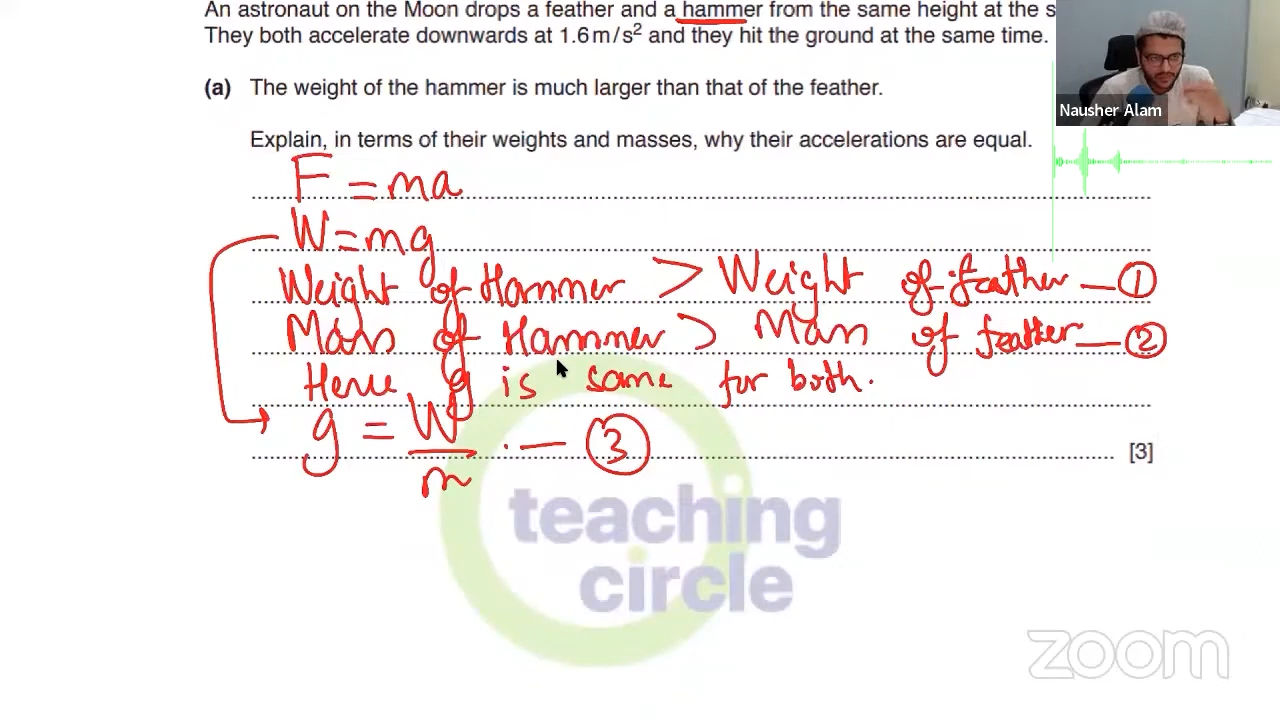 An astronaut on the Moon drops a feather and a hammer from the same height at the s
They both accelerate downwards at 1.6 m/s² and they hit the ground at the same time.
(a) The weight of the hammer is much larger than that of the feather.
Nausher Alam
Explain, in terms of their weights and masses, why their accelerations are equal.
F = ma
W = mg
Weight of Hammer > Weight of feather — 1
Mass of Hammer > Mass of feather — 2
Here g is same for both.
g = W/m — 3
[3]
teaching
circle
zoom